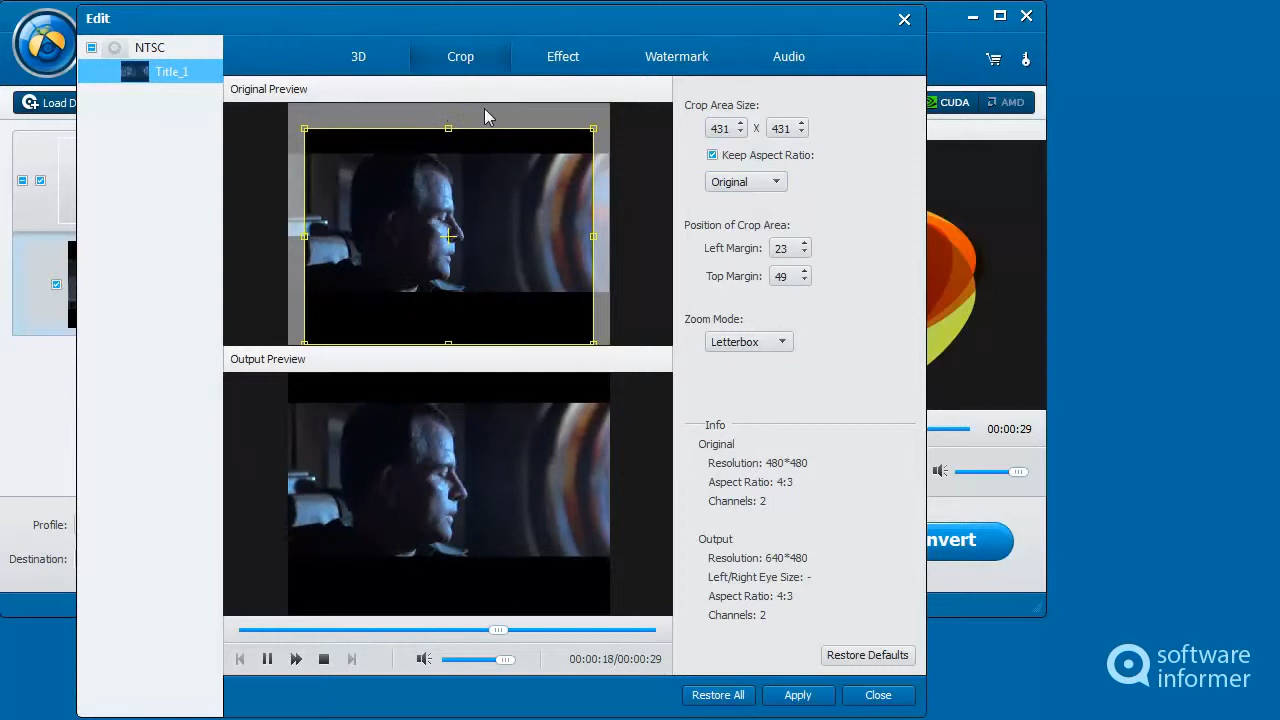 Edit
NTSC
Title_1
3D
Crop
Effect
Watermark
Audio
Load D
CUDA
AMD
Original Preview
Crop Area Size:
431 X 431
Keep Aspect Ratio:
Original
Position of Crop Area:
Left Margin: 23
Top Margin: 49
Zoom Mode:
Letterbox
Output Preview
Info
Original
Resolution: 480*480
Aspect Ratio: 4:3
Channels: 2
Output
Resolution: 640*480
Left/Right Eye Size: -
Aspect Ratio: 4:3
Channels: 2
Restore Defaults
00:00:18/00:00:29
Restore All
Apply
Close
00:00:29
Profile:
Destination:
nvert
software
informer